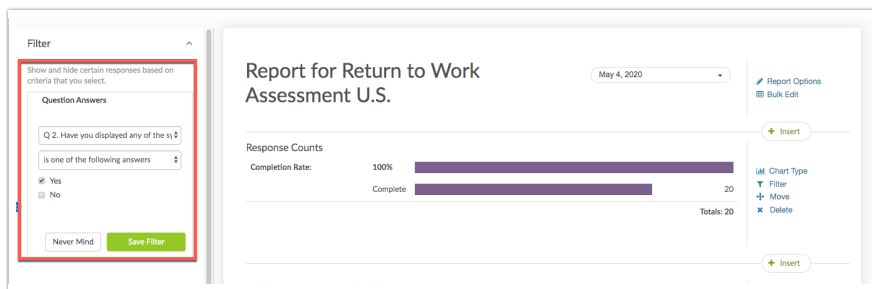 Filter
Show and hide certain responses based on
criteria that you select.
Question Answers
Q 2. Have you displayed any of the sy
is one of the following answers
Yes
No
Never Mind
Save Filter
Report for Return to Work
Assessment U.S.
May 4, 2020
Report Options
Bulk Edit
+ Insert
Response Counts
Completion Rate:
100%
Complete
20
Totals: 20
Chart Type
Filter
Move
Delete
+ Insert